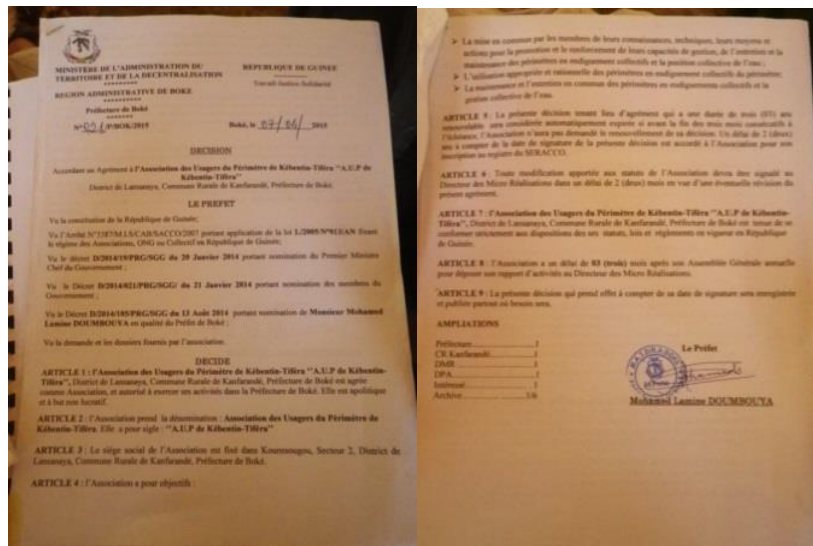 MINISTÈRE DE L'ADMINISTRATION DU
TERRITOIRE ET DE LA DECENTRALISATION
REGION ADMINISTRATIVE DE BOKE
Préfecture de Boké
REPUBLIQUE DE GUINEE
Travail-Justice-Solidarité
/P/BOK/2015
Boké, le 07/04/ 2015
DECISION
Accordant un Agrément à l'Association des Usagers du Périmètre de Kébentin-Tiféra "A.U.P de
Kébentin-Tiféra"
District de Lansanaya, Commune Rurale de Kanfarandé, Préfecture de Boké.
LE PREFET
Vu la constitution de la République de Guinée;
Vu l'Arrêté portant application de la loi L/2005/N°013/AN fixant
le régime des Associations, ONG ou Collectif en République de Guinée;
Vu le décret D/2014/19/PRG/SGG du 20 Janvier 2014 portant nomination du Premier Ministre
Chef du Gouvernement ;
Vu le Décret D/2014/021/PRG/SGG/ du 21 Janvier 2014 portant nomination des membres du
Gouvernement ;
Vu le Décret D/2014/185/PRG/SGG du 13 Août 2014 portant nomination de Monsieur Mohamed
Lamine DOUMBOUYA en qualité du Préfet de Boké ;
Vu la demande et les dossiers fournis par l'association.
DECIDE
ARTICLE 1 : l'Association des Usagers du Périmètre de Kébentin-Tiféra "A.U.P de Kébentin-
Tiféra", District de Lansanaya, Commune Rurale de Kanfarandé, Préfecture de Boké est agréée
comme Association, et autorisé à exercer ses activités dans la Préfecture de Boké. Elle est apolitique
et à but non lucratif.
ARTICLE 2 : l'Association prend la dénomination : Association des Usagers du Périmètre de
Kébentin-Tiféra. Elle a pour sigle : "A.U.P de Kébentin-Tiféra"
ARTICLE 3 : Le siège social de l'Association est fixé dans Secteur 2, District de
Lansanaya, Commune Rurale de Kanfarandé, Préfecture de Boké.
ARTICLE 4 : l'Association a pour objectifs :
➤ La mise en commun par les membres de leurs connaissances, techniques, leurs moyens et
actions pour la promotion et le renforcement de leurs capacités de gestion, de l'entretien et la
maintenance des périmètres en endiguement collectifs et la position collective de l'eau ;
➤ L'utilisation appropriée et rationnelle des périmètres en endiguement collectifs du périmètre;
➤ La maintenance et l'entretien en commun des périmètres en endiguement collectifs et la
gestion collective de l'eau.
ARTICLE 5 : La présente décision tenant lieu d'agrément qui a une durée de trois (03) ans
renouvelable sera considérée automatiquement expirée si avant la fin des trois mois consécutifs à
l'échéance, l'Association n'aura pas demandé le renouvellement de sa décision. Un délai de 2 (deux)
ans à compter de la date de signature de la présente décision est accordé à l'Association pour son
inscription au registre du SERACCO.
ARTICLE 6 : Toute modification apportée aux statuts de l'Association devra être signalé au
Directeur des Micro Réalisations dans un délai de 2 (deux) mois en vue d'une éventuelle révision du
présent agrément.
ARTICLE 7 : l'Association des Usagers du Périmètre de Kébentin-Tiféra "A.U.P de Kébentin-
Tiféra", District de Lansanaya, Commune Rurale de Kanfarandé, Préfecture de Boké est tenue de se
conformer strictement aux dispositions des ses statuts, lois et règlements en vigueur en République
de Guinée.
ARTICLE 8 : l'Association a un délai de 03 (trois) mois après son Assemblée Générale annuelle
pour déposer son rapport d'activités au Directeur des Micro Réalisations.
ARTICLE 9 : La présente décision qui prend effet à compter de sa date de signature sera enregistrée
et publiée partout où besoin sera.
AMPLIATIONS
Préfecture...1
CR Kanfarandé...1
DMR...1
DPA...1
Intéressé...1
Archive...1/6
Le Préfet
Mohamed Lamine DOUMBOUYA